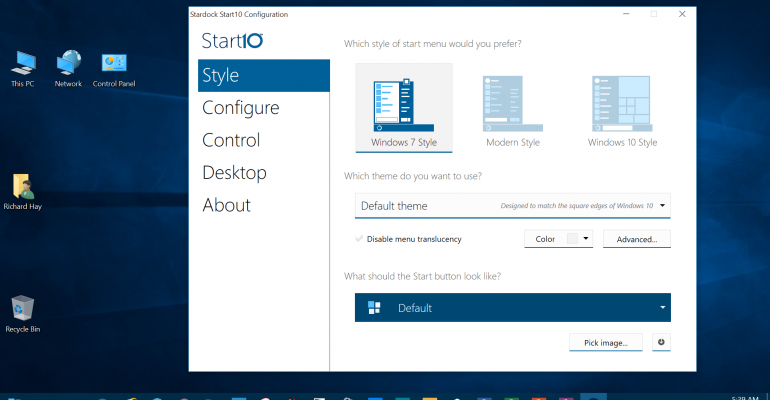 Stardock Start10 Configuration
Start10
Style
Configure
Control
Desktop
About
Which style of start menu would you prefer?
Windows 7 Style
Modern Style
Windows 10 Style
Which theme do you want to use?
Default theme
Designed to match the square edges of Windows 10
Disable menu translucency
Color
Advanced...
What should the Start button look like?
Default
Pick image...
This PC
Network
Control Panel
Richard Hay
Recycle Bin
5:39 AM